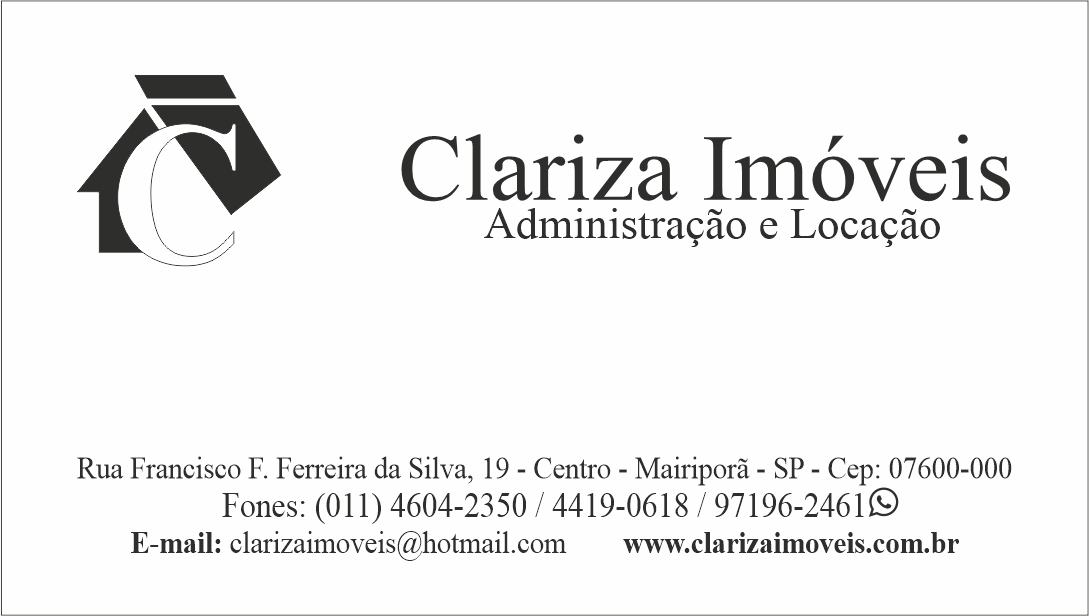 C
Clariza Imóveis
Administração e Locação
Rua Francisco F. Ferreira da Silva, 19 - Centro - Mairiporã - SP - Cep: 07600-000
Fones: (011) 4604-2350 / 4419-0618 / 97196-2461
E-mail: clarizaimoveis@hotmail.com www.clarizaimoveis.com.br